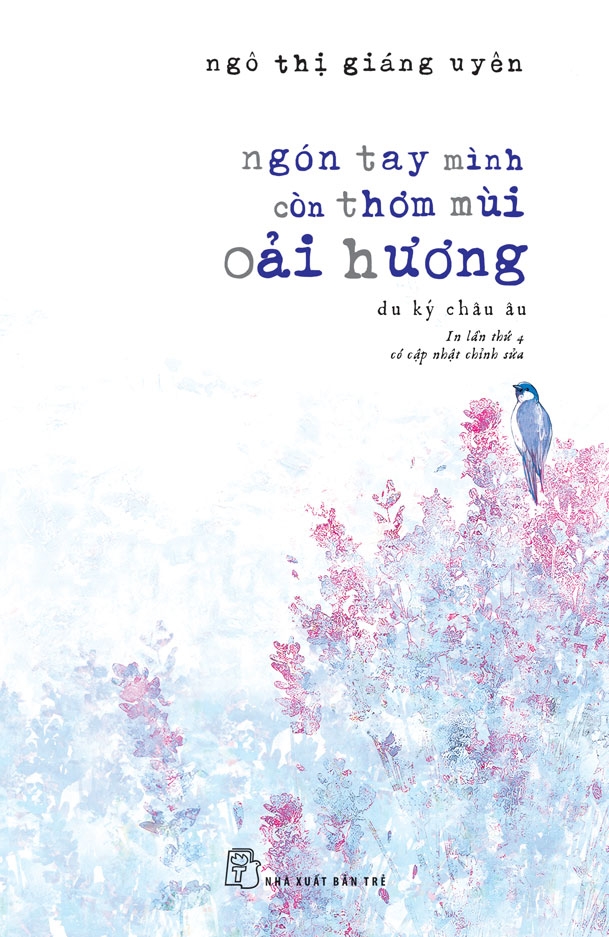 ngô thị giáng uyên
ngón tay mình
còn thơm mùi
oải hương
du ký châu âu
In lần thứ 4
có cập nhật chỉnh sửa
NHÀ XUẤT BẢN TRẺ